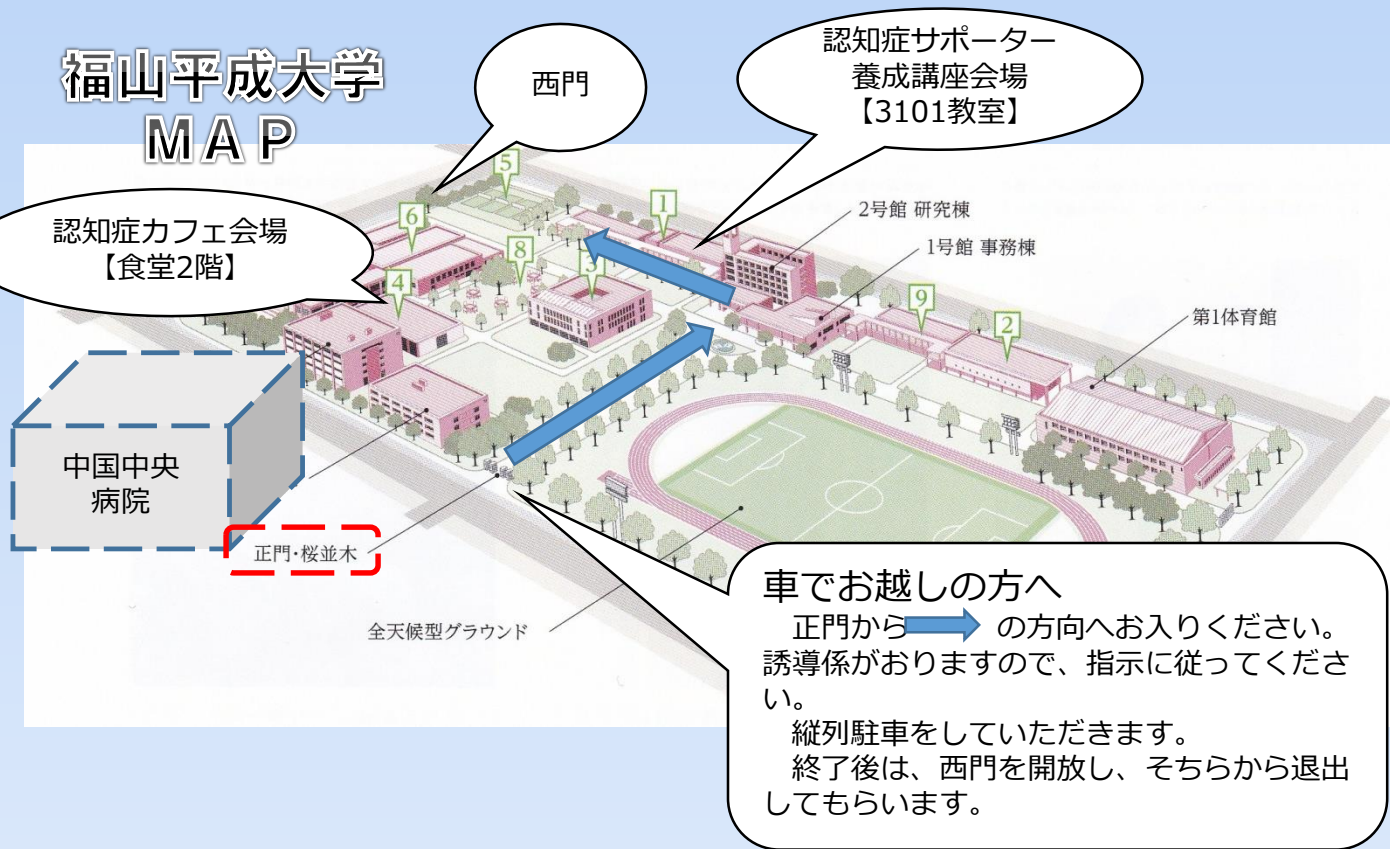 福山平成大学
MAP
西門
認知症サポーター
養成講座会場
【3101教室】
認知症カフェ会場
【食堂2階】
5
1
6
8
3
4
9
2
2号館 研究棟
1号館 事務棟
第1体育館
中国中央
病院
正門・桜並木
全天候型グラウンド
車でお越しの方へ
正門から の方向へお入りください。
誘導係がおりますので、指示に従ってくださ
い。
縦列駐車をしていただきます。
終了後は、西門を開放し、そちらから退出
してもらいます。